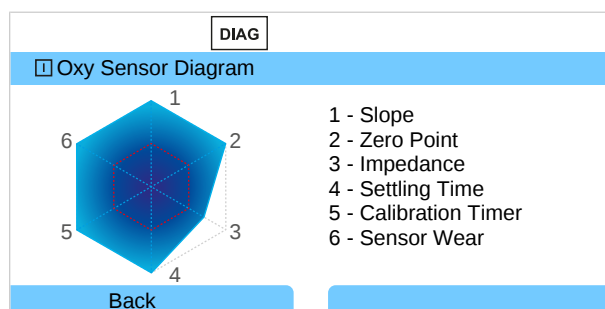 DIAG
I Oxy Sensor Diagram
1
2
3
4
5
6
1 - Slope
2 - Zero Point
3 - Impedance
4 - Settling Time
5 - Calibration Timer
6 - Sensor Wear
Back